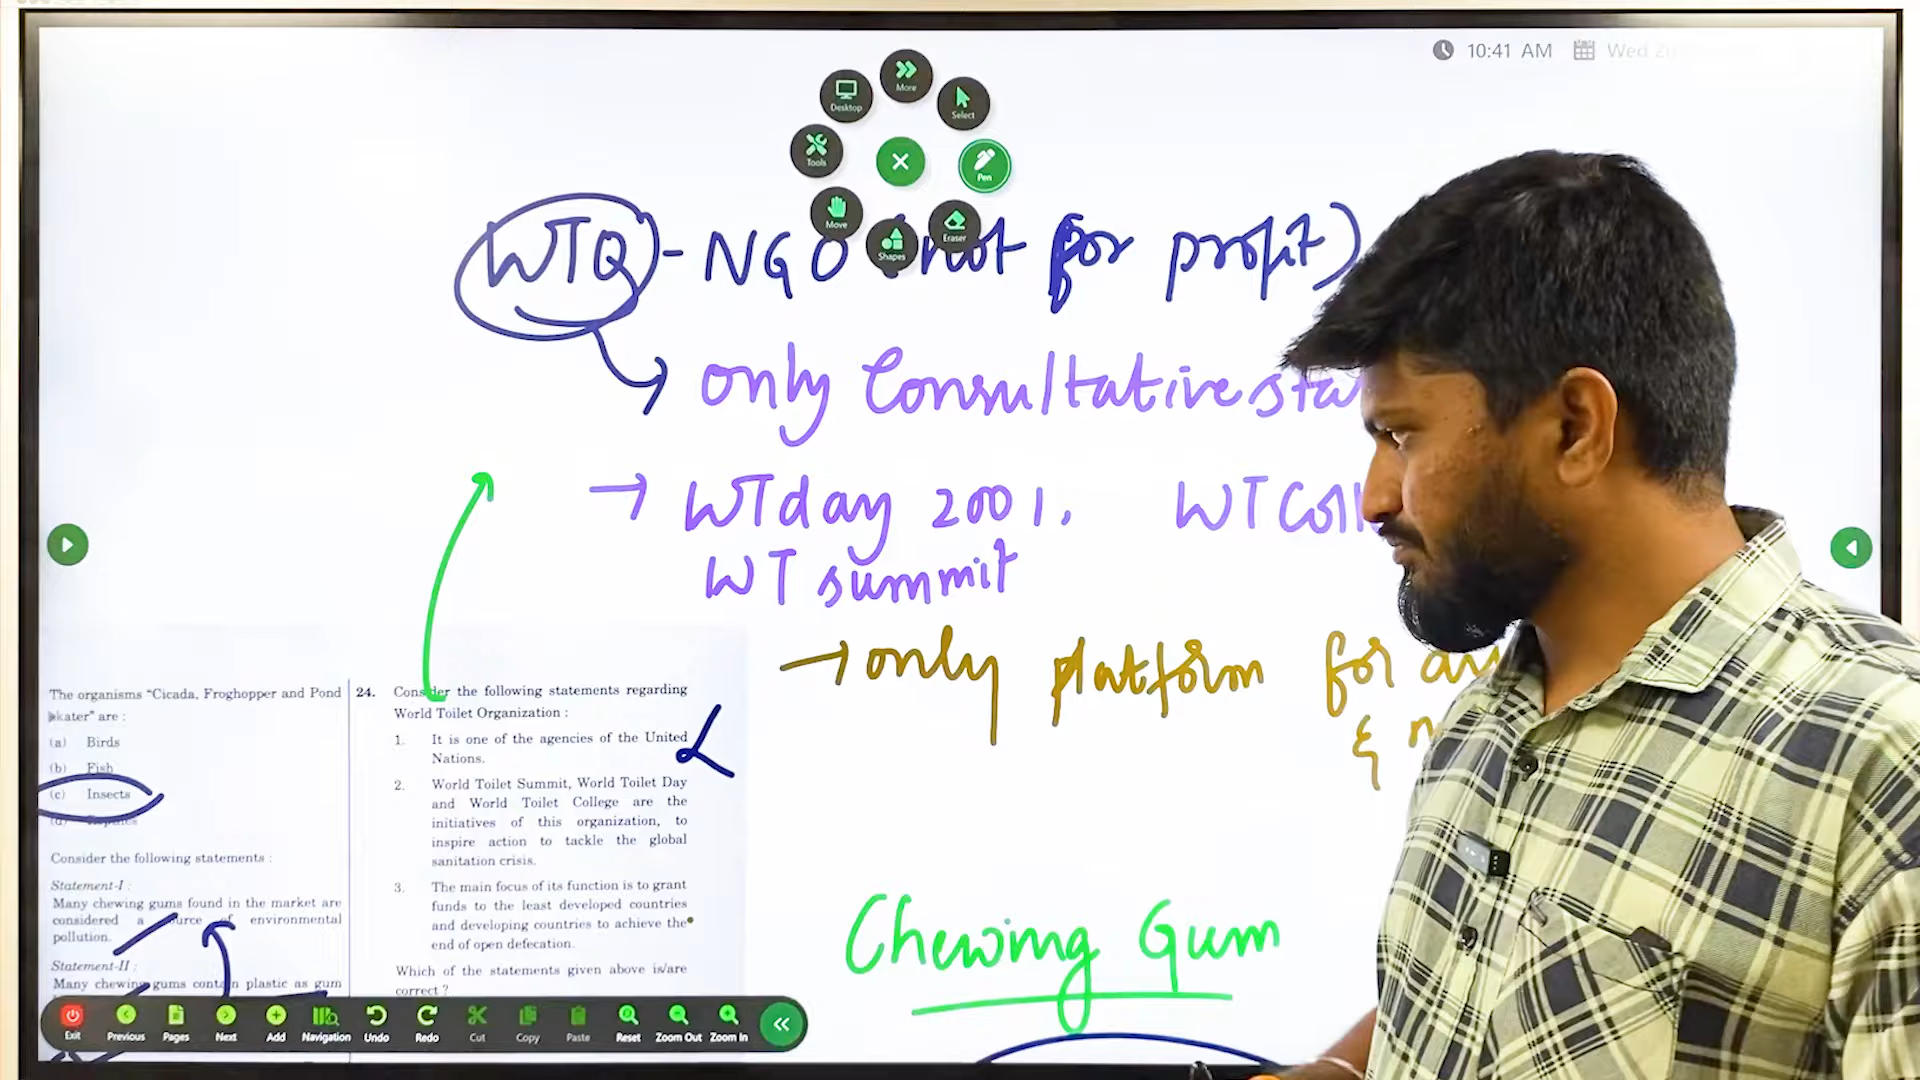 10:41 AM Wed
More
Desktop
Select
Tools
Pen
Move
Eraser
Shapes
WTO - NGO (not for profit)
only Consultative
WTday 2001,
WT summit
only platform for
&
Chewing Gum
The organisms "Cicada, Froghopper and Pond
skater" are :
(a) Birds
(b) Fish
(c) Insects
(d) Reptiles
Consider the following statements :
Statement-I :
Many chewing gums found in the market are
considered a source of environmental
pollution.
Statement-II :
Many chewing gums contain plastic as gum
24. Consider the following statements regarding
World Toilet Organization :
1. It is one of the agencies of the United
Nations.
2. World Toilet Summit, World Toilet Day
and World Toilet College are the
initiatives of this organization, to
inspire action to tackle the global
sanitation crisis.
3. The main focus of its function is to grant
funds to the least developed countries
and developing countries to achieve the
end of open defecation.
Which of the statements given above is/are
correct ?
Exit Previous Pages Next Add Navigation Undo Redo Cut Copy Paste Reset Zoom Out Zoom In